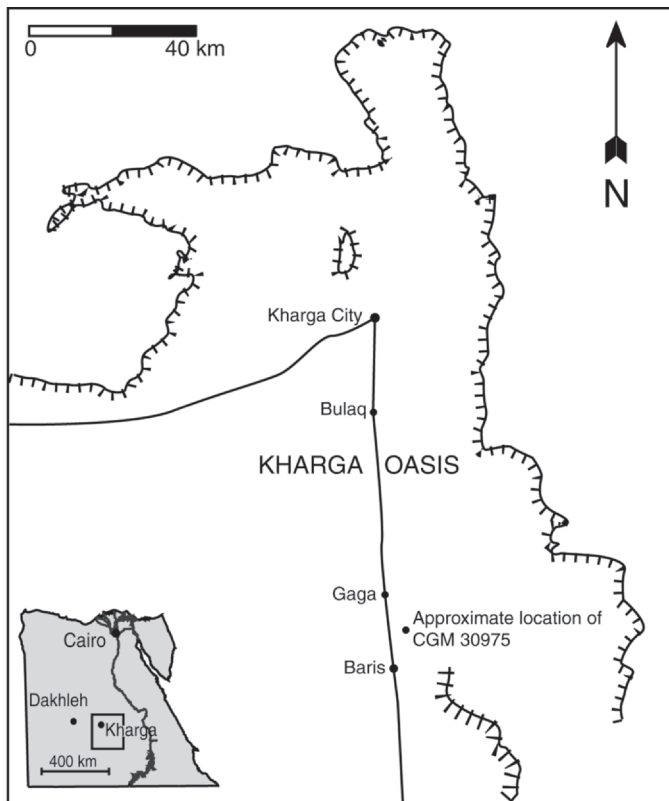 0 40 km
N
Kharga City
Bulaq
KHARGA OASIS
Gaga
Approximate location of
CGM 30975
Baris
Cairo
Dakhleh
Kharga
400 km